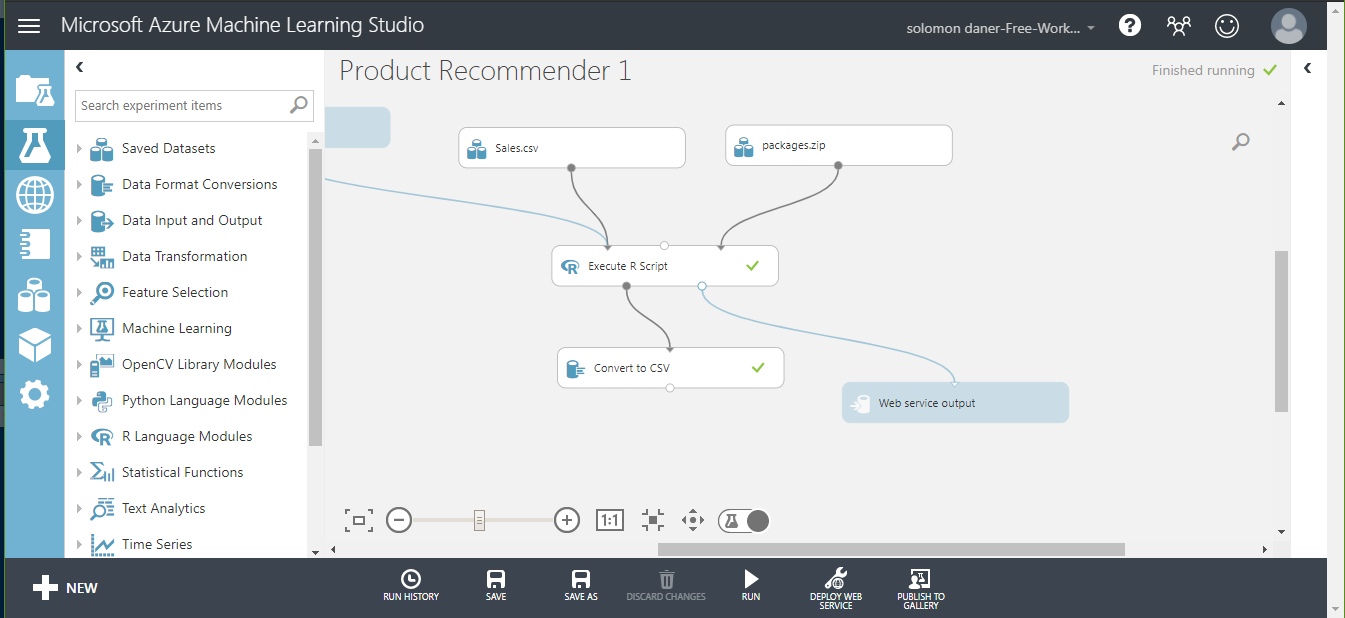 Microsoft Azure Machine Learning Studio
solomon daner-Free-Work...
?
Product Recommender 1
Finished running
Search experiment items
Saved Datasets
Data Format Conversions
Data Input and Output
Data Transformation
Feature Selection
Machine Learning
OpenCV Library Modules
Python Language Modules
R Language Modules
Statistical Functions
Text Analytics
Time Series
Sales.csv
packages.zip
R
Execute R Script
Convert to CSV
Web service output
1:1
NEW
RUN HISTORY
SAVE
SAVE AS
DISCARD CHANGES
RUN
DEPLOY WEB
SERVICE
PUBLISH TO
GALLERY